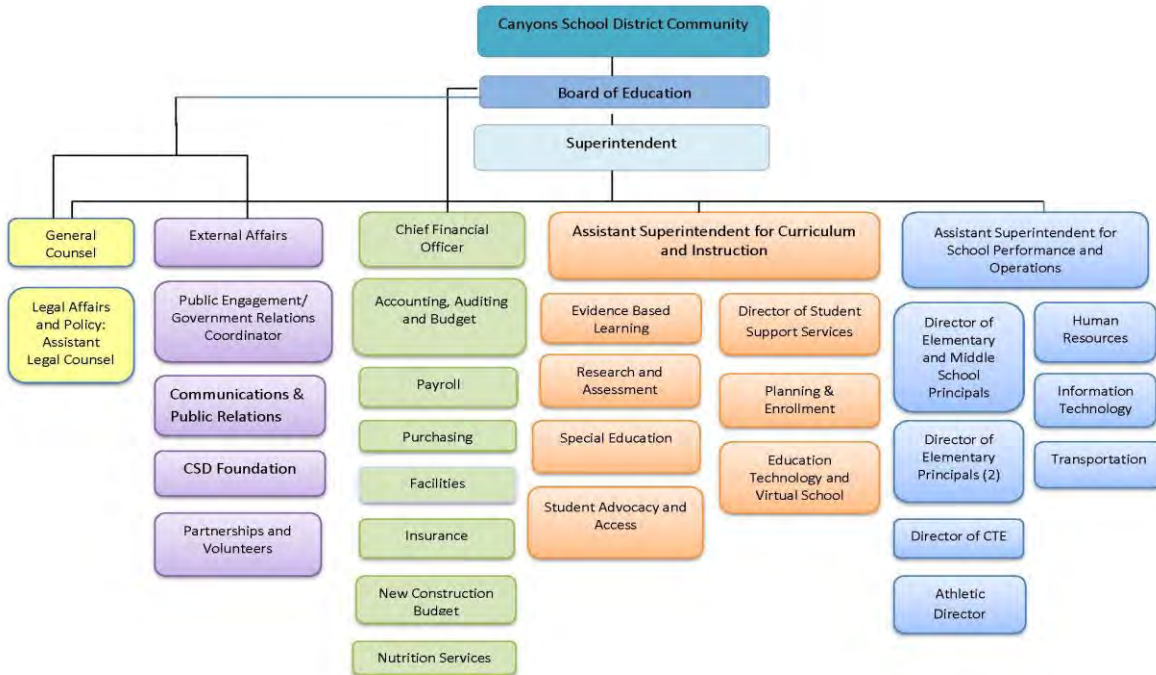 Canyons School District Community
Board of Education
Superintendent
General
Counsel
Legal Affairs
and Policy:
Assistant
Legal Counsel
External Affairs
Public Engagement/
Government Relations
Coordinator
Communications &
Public Relations
CSD Foundation
Partnerships and
Volunteers
Chief Financial
Officer
Accounting, Auditing
and Budget
Payroll
Purchasing
Facilities
Insurance
New Construction
Budget
Nutrition Services
Assistant Superintendent for Curriculum
and Instruction
Evidence Based
Learning
Research and
Assessment
Special Education
Student Advocacy and
Access
Director of Student
Support Services
Planning &
Enrollment
Education
Technology and
Virtual School
Assistant Superintendent for
School Performance and
Operations
Director of
Elementary
and Middle
School
Principals
Director of
Elementary
Principals (2)
Director of CTE
Athletic
Director
Human
Resources
Information
Technology
Transportation